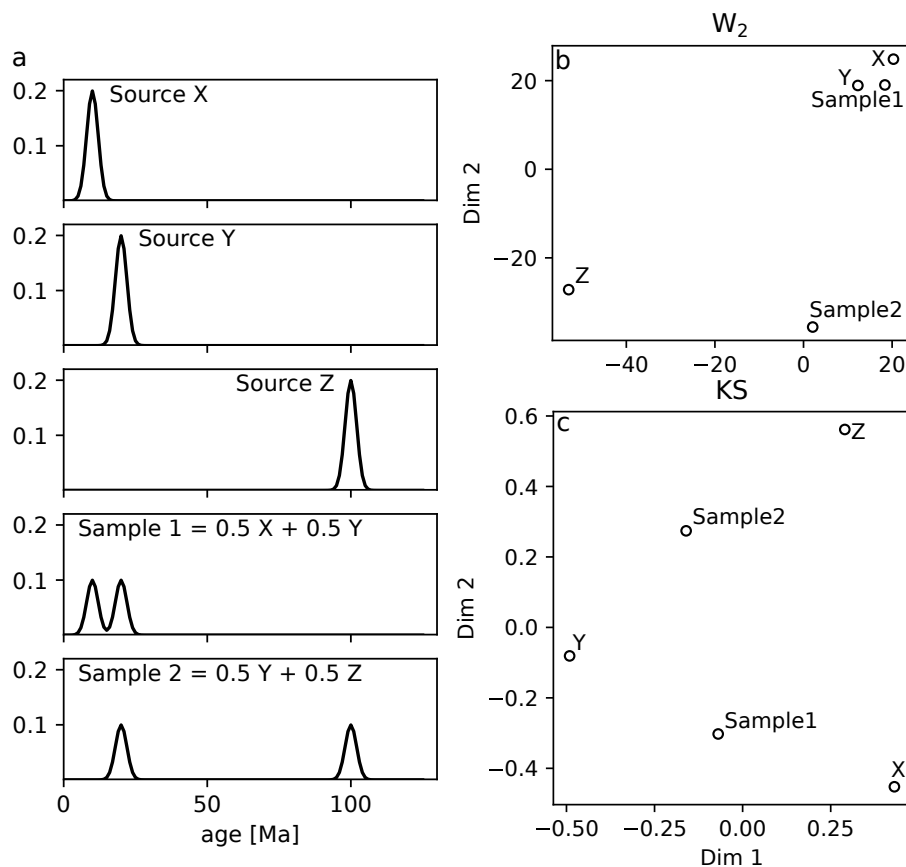 a
Source X
0.2
0.1
Source Y
0.2
0.1
Source Z
0.2
0.1
Sample 1 = 0.5 X + 0.5 Y
0.2
0.1
Sample 2 = 0.5 Y + 0.5 Z
0.2
0.1
0 50 100
age [Ma]
W₂
b
X
Y
Sample1
Z
Sample2
20
0
−20
Dim 2
−40 −20 0 20
KS
c
Z
Sample2
Y
Sample1
X
0.6
0.4
0.2
0.0
−0.2
−0.4
Dim 2
−0.50 −0.25 0.00 0.25
Dim 1